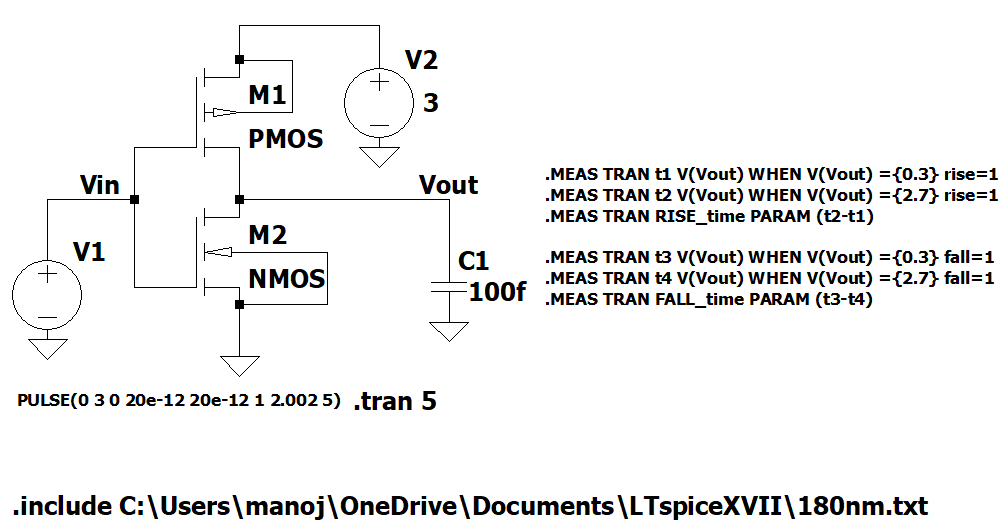 V2
3
M1
PMOS
Vin
Vout
.MEAS TRAN t1 V(Vout) WHEN V(Vout) ={0.3} rise=1
.MEAS TRAN t2 V(Vout) WHEN V(Vout) ={2.7} rise=1
.MEAS TRAN RISE_time PARAM (t2-t1)
V1
M2
NMOS
C1
100f
.MEAS TRAN t3 V(Vout) WHEN V(Vout) ={0.3} fall=1
.MEAS TRAN t4 V(Vout) WHEN V(Vout) ={2.7} fall=1
.MEAS TRAN FALL_time PARAM (t3-t4)
PULSE(0 3 0 20e-12 20e-12 1 2.002 5) .tran 5
.include C:\Users\manoj\OneDrive\Documents\LTspiceXVII\180nm.txt